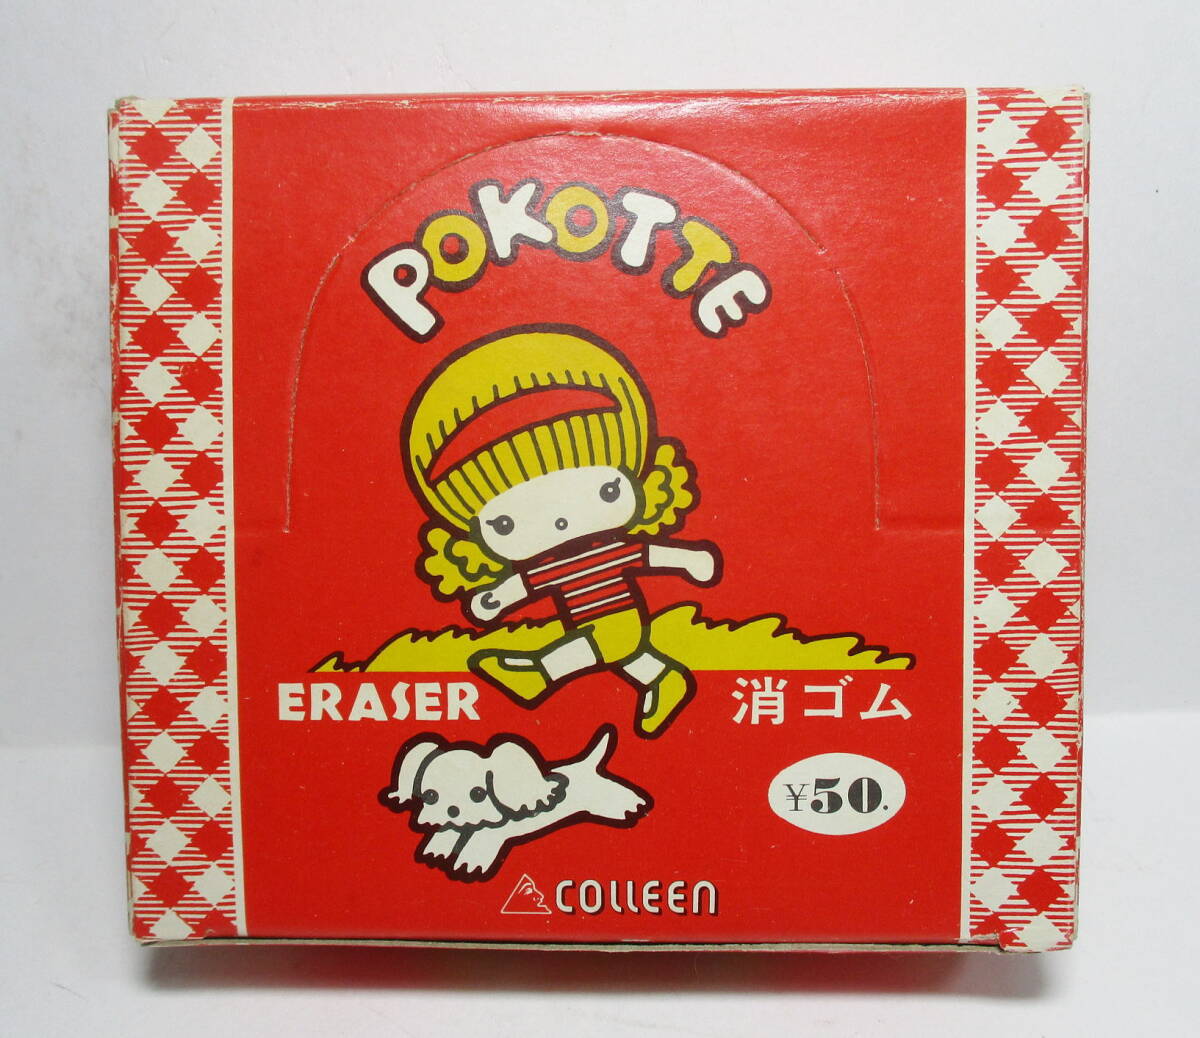 POKOTTE
ERASER 消ゴム
¥50.
COLLEEN